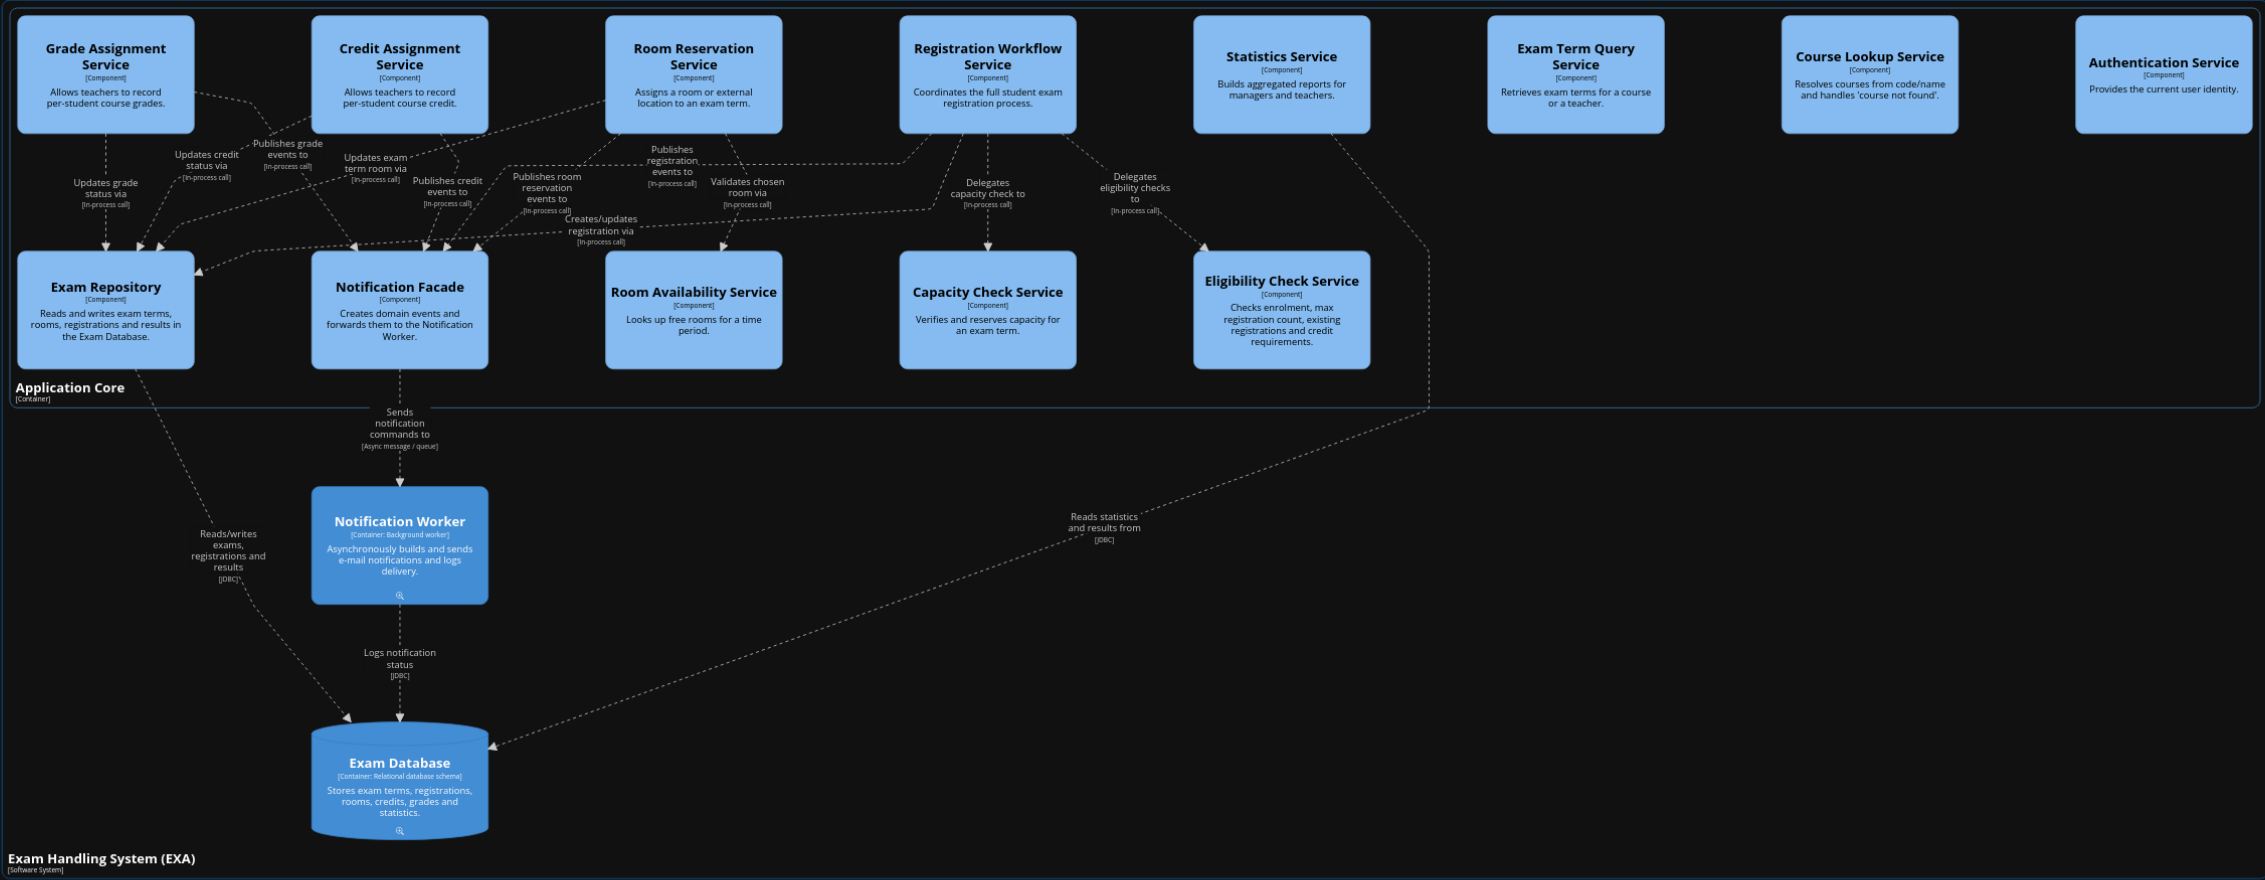 Grade Assignment
Service
[Component]
Allows teachers to record
per-student course grades.
Credit Assignment
Service
[Component]
Allows teachers to record
per-student course credit.
Room Reservation
Service
[Component]
Assigns a room or external
location to an exam term.
Registration Workflow
Service
[Component]
Coordinates the full student exam
registration process.
Statistics Service
[Component]
Builds aggregated reports for
managers and teachers.
Exam Term Query
Service
[Component]
Retrieves exam terms for a course
or a teacher.
Course Lookup Service
[Component]
Resolves courses from code/name
and handles 'course not found'.
Authentication Service
[Component]
Provides the current user identity.
Updates grade
status via
[In-process call]
Updates credit
status via
[In-process call]
Publishes grade
events to
[In-process call]
Updates exam
term room via
[In-process call]
Publishes credit
events to
[In-process call]
Publishes room
reservation
events to
[In-process call]
Publishes
registration
events to
[In-process call]
Creates/updates
registration via
[In-process call]
Validates chosen
room via
[In-process call]
Delegates
capacity check to
[In-process call]
Delegates
eligibility checks
to
[In-process call]
Exam Repository
[Component]
Reads and writes exam terms,
rooms, registrations and results in
the Exam Database.
Notification Facade
[Component]
Creates domain events and
forwards them to the Notification
Worker.
Room Availability Service
[Component]
Looks up free rooms for a time
period.
Capacity Check Service
[Component]
Verifies and reserves capacity for
an exam term.
Eligibility Check Service
[Component]
Checks enrolment, max
registration count, existing
registrations and credit
requirements.
Application Core
[Container]
Sends
notification
commands to
[Async message / queue]
Notification Worker
[Container: Background worker]
Asynchronously builds and sends
e-mail notifications and logs
delivery.
Reads/writes
exams,
registrations and
results
[JDBC]
Reads statistics
and results from
[JDBC]
Logs notification
status
[JDBC]
Exam Database
[Container: Relational database schema]
Stores exam terms, registrations,
rooms, credits, grades and
statistics.
Exam Handling System (EXA)
[Software System]